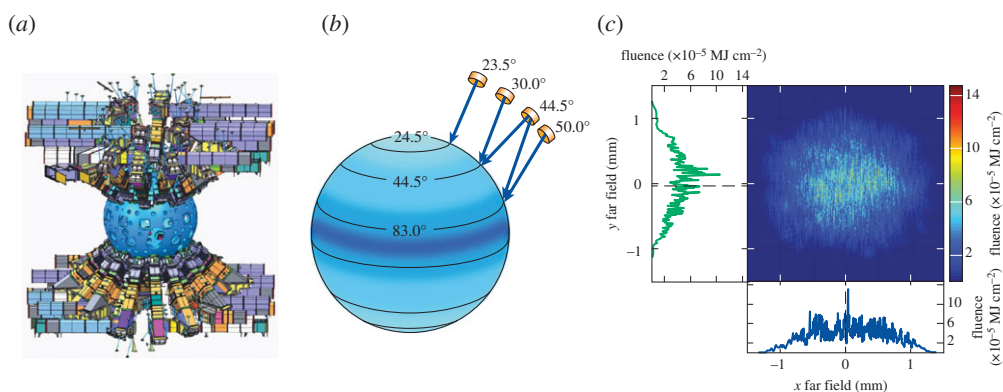 (a)
(b)
23.5°
30.0°
44.5°
50.0°
24.5°
44.5°
83.0°
(c)
fluence (×10⁻⁵ MJ cm⁻²)
2 6 10 14
1
0
−1
y far field (mm)
14
10
6
2
fluence (×10⁻⁵ MJ cm⁻²)
10
6
2
fluence
(×10⁻⁵ MJ cm⁻²)
−1 0 1
x far field (mm)